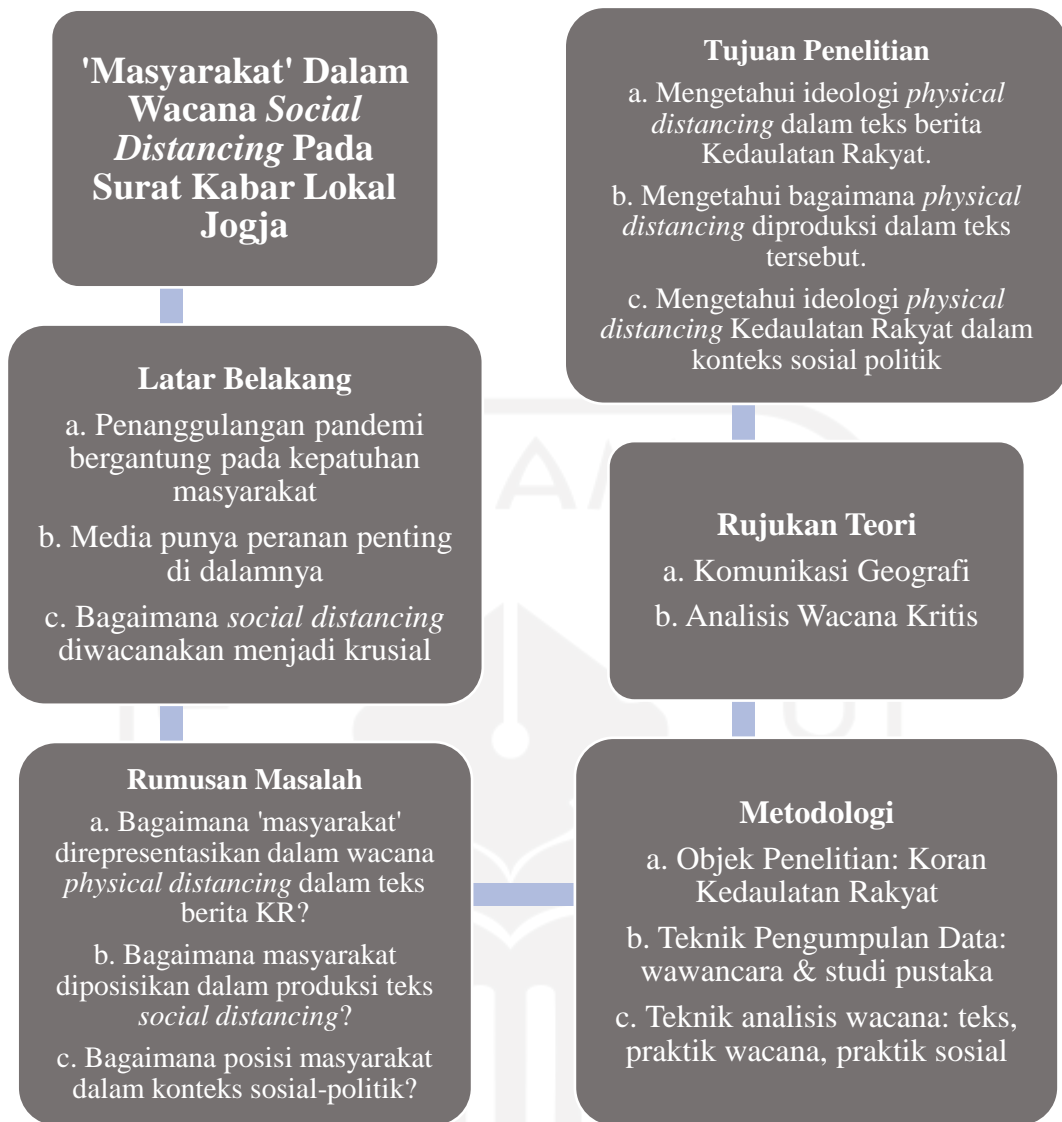 'Masyarakat' Dalam
Wacana Social
Distancing Pada
Surat Kabar Lokal
Jogja
Latar Belakang
a. Penanggulangan pandemi
bergantung pada kepatuhan
masyarakat
b. Media punya peranan penting
di dalamnya
c. Bagaimana social distancing
diwacanakan menjadi krusial
Rumusan Masalah
a. Bagaimana 'masyarakat'
direpresentasikan dalam wacana
physical distancing dalam teks
berita KR?
b. Bagaimana masyarakat
diposisikan dalam produksi teks
social distancing?
c. Bagaimana posisi masyarakat
dalam konteks sosial-politik?
Metodologi
a. Objek Penelitian: Koran
Kedaulatan Rakyat
b. Teknik Pengumpulan Data:
wawancara & studi pustaka
c. Teknik analisis wacana: teks,
praktik wacana, praktik sosial
Rujukan Teori
a. Komunikasi Geografi
b. Analisis Wacana Kritis
Tujuan Penelitian
a. Mengetahui ideologi physical
distancing dalam teks berita
Kedaulatan Rakyat.
b. Mengetahui bagaimana physical
distancing diproduksi dalam teks
tersebut.
c. Mengetahui ideologi physical
distancing Kedaulatan Rakyat dalam
konteks sosial politik